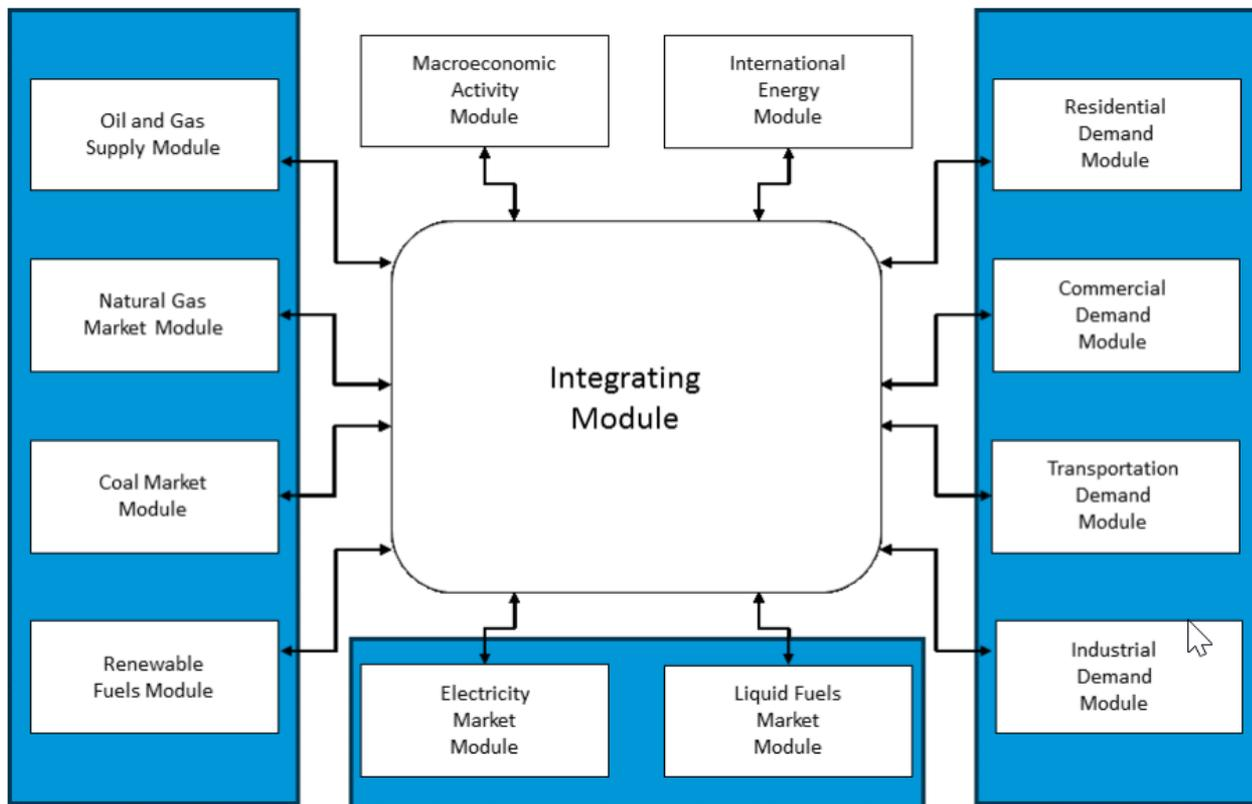 Macroeconomic
Activity
Module
International
Energy
Module
Oil and Gas
Supply Module
Residential
Demand
Module
Natural Gas
Market Module
Commercial
Demand
Module
Integrating
Module
Coal Market
Module
Transportation
Demand
Module
Renewable
Fuels Module
Industrial
Demand
Module
Electricity
Market
Module
Liquid Fuels
Market
Module